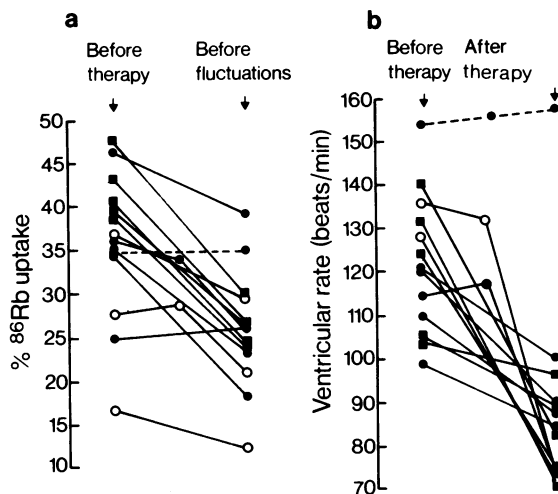 a
Before therapy
Before fluctuations
% 86Rb uptake
50
45
40
35
30
25
20
15
10
b
Before therapy
After therapy
Ventricular rate (beats/min)
160
150
140
130
120
110
100
90
80
70